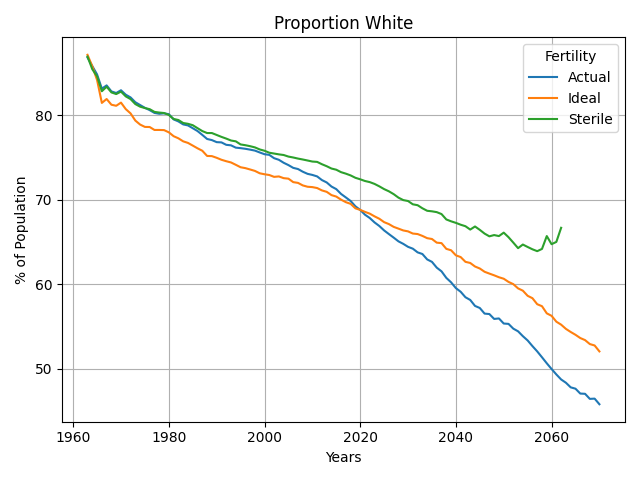 Proportion White
% of Population
80
70
60
50
Fertility
Actual
Ideal
Sterile
1960
1980
2000
2020
2040
2060
Years